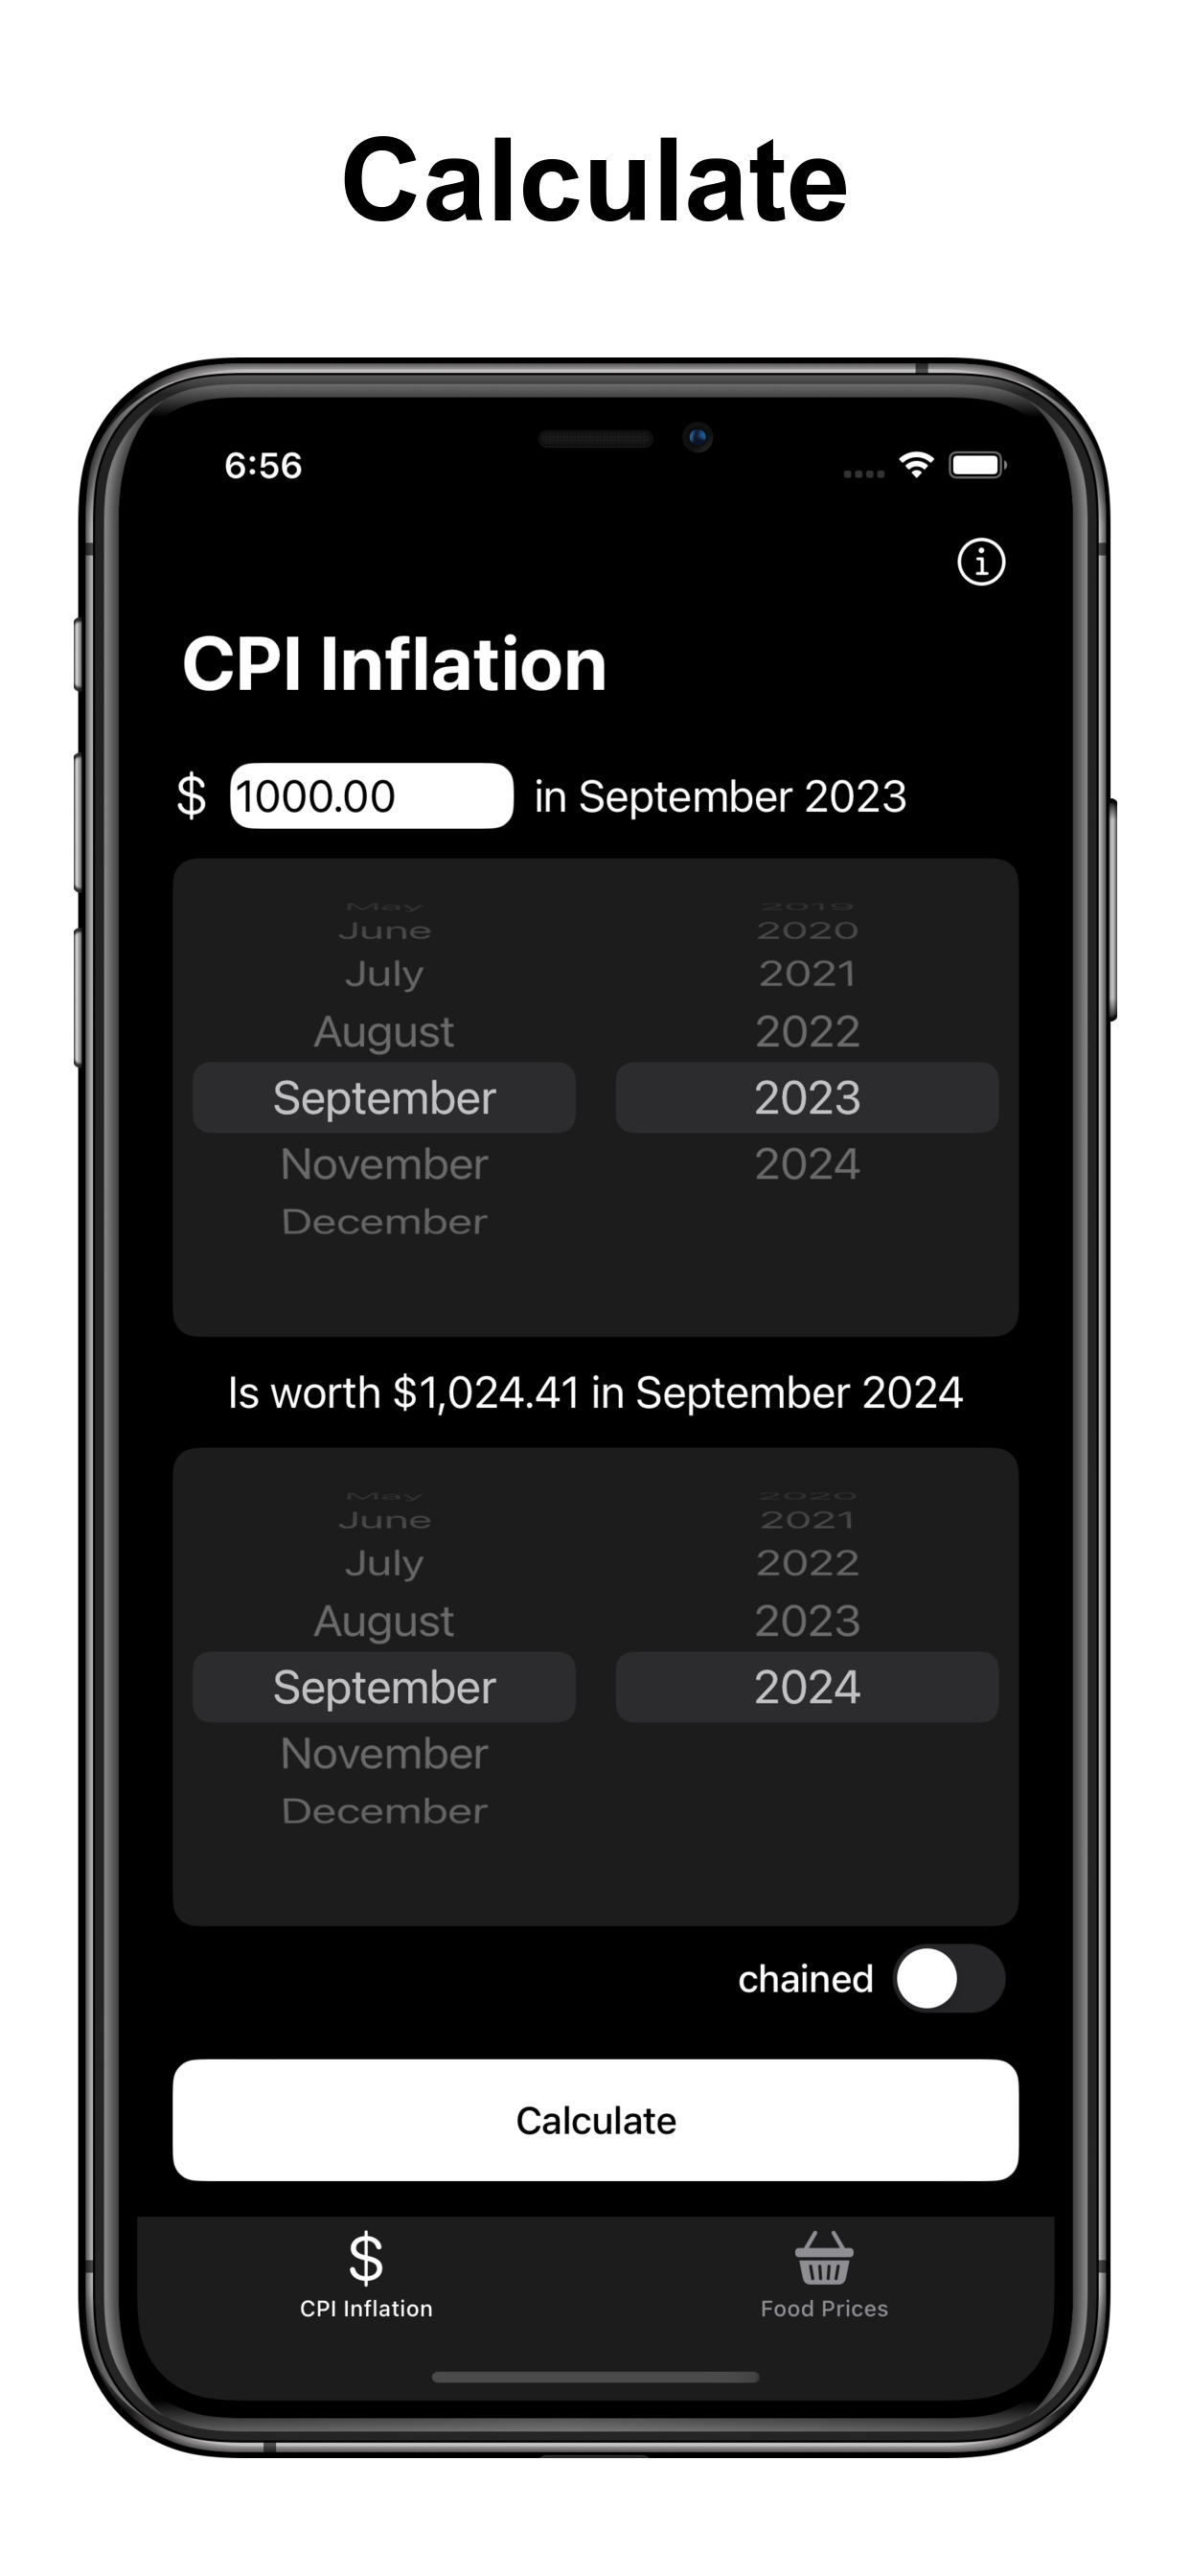 Calculate
6:56
CPI Inflation
$ 1000.00 in September 2023
May 2019
June 2020
July 2021
August 2022
September 2023
November 2024
December
Is worth $1,024.41 in September 2024
May 2020
June 2021
July 2022
August 2023
September 2024
November
December
chained
Calculate
$
CPI Inflation Food Prices